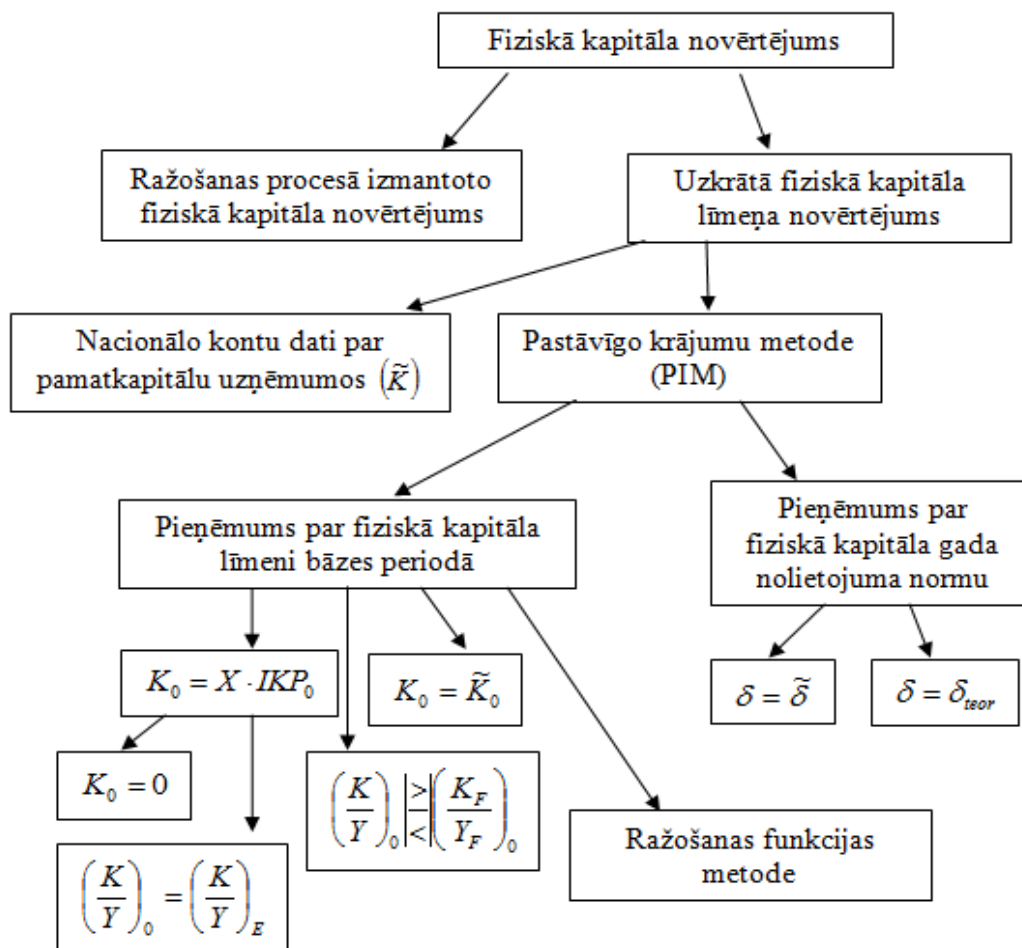 Fiziskā kapitāla novērtējums
Ražošanas procesā izmantoto
fiziskā kapitāla novērtējums
Uzkrātā fiziskā kapitāla
līmeņa novērtējums
Nacionālo kontu dati par
pamatkapitālu uzņēmumos (K̃)
Pastāvīgo krājumu metode
(PIM)
Pieņēmums par fiziskā kapitāla
līmeni bāzes periodā
Pieņēmums par
fiziskā kapitāla gada
nolietojuma normu
K₀ = X · IKP₀
K₀ = K̃₀
δ = δ̃
δ = δ_teor
K₀ = 0
(K/Y)₀ |>/<| (K_F/Y_F)₀
Ražošanas funkcijas
metode
(K/Y)₀ = (K/Y)_E